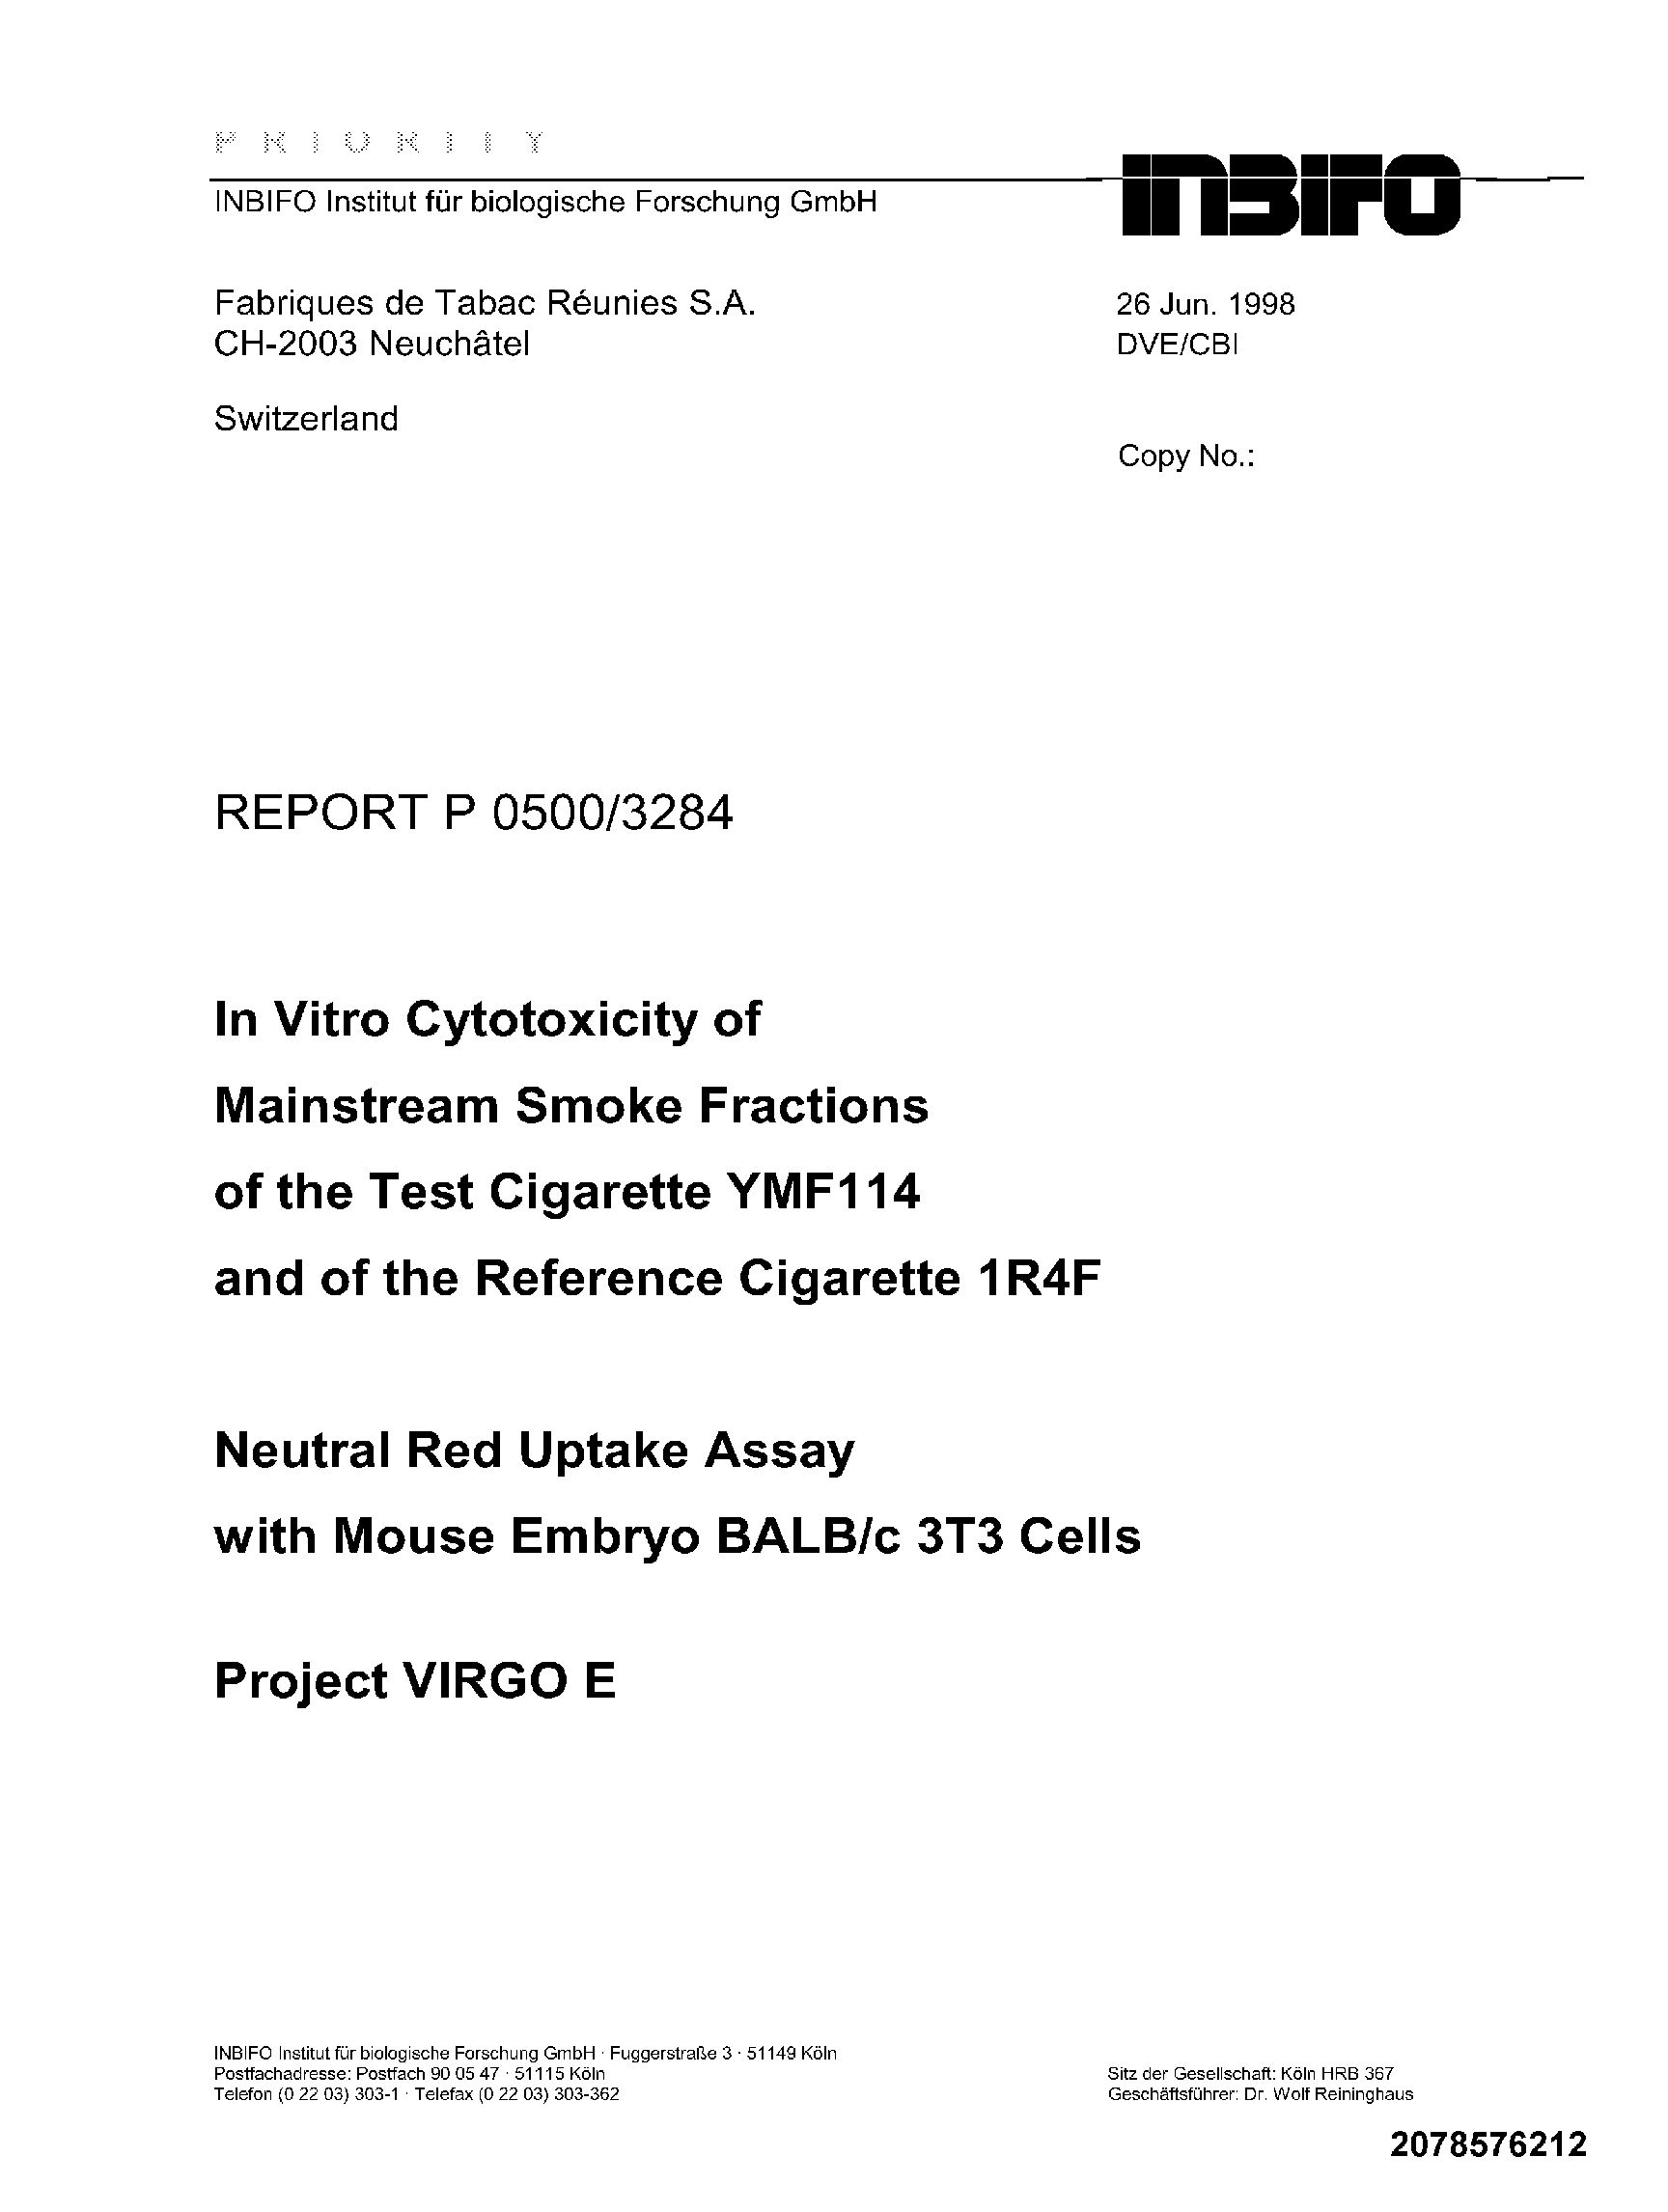 PRIORITY
INBIFO Institut für biologische Forschung GmbH
INBIFO
Fabriques de Tabac Réunies S.A.
CH-2003 Neuchâtel
Switzerland
26 Jun. 1998
DVE/CBI
Copy No.:
REPORT P 0500/3284
In Vitro Cytotoxicity of
Mainstream Smoke Fractions
of the Test Cigarette YMF114
and of the Reference Cigarette 1R4F
Neutral Red Uptake Assay
with Mouse Embryo BALB/c 3T3 Cells
Project VIRGO E
INBIFO Institut für biologische Forschung GmbH · Fuggerstraße 3 · 51149 Köln
Postfachadresse: Postfach 90 05 47 · 51115 Köln
Telefon (0 22 03) 303-1 · Telefax (0 22 03) 303-362
Sitz der Gesellschaft: Köln HRB 367
Geschäftsführer: Dr. Wolf Reininghaus
2078576212